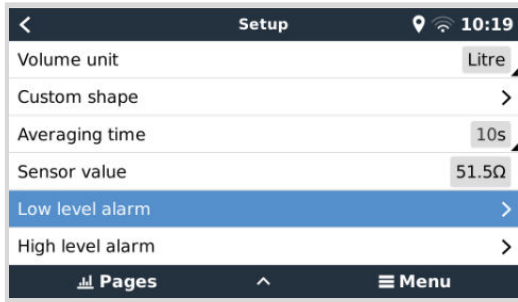 Setup 10:19
Volume unit Litre
Custom shape
Averaging time 10s
Sensor value 51.5Ω
Low level alarm
High level alarm
Pages Menu